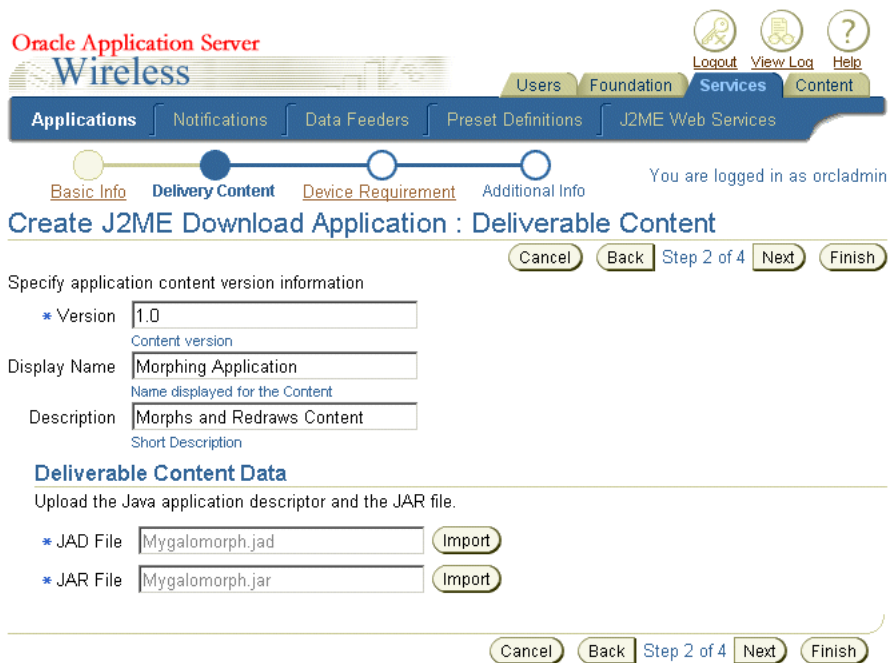 Oracle Application Server
Wireless
Logout View Log Help
Users Foundation Services Content
Applications Notifications Data Feeders Preset Definitions J2ME Web Services
Basic Info Delivery Content Device Requirement Additional Info
You are logged in as orcladmin
Create J2ME Download Application : Deliverable Content
Cancel Back Step 2 of 4 Next Finish
Specify application content version information
* Version 1.0
Content version
Display Name Morphing Application
Name displayed for the Content
Description Morphs and Redraws Content
Short Description
Deliverable Content Data
Upload the Java application descriptor and the JAR file.
* JAD File Mygalomorph.jad Import
* JAR File Mygalomorph.jar Import
Cancel Back Step 2 of 4 Next Finish